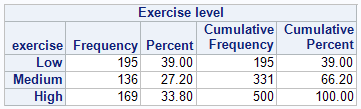 Exercise level
Cumulative Cumulative
exercise Frequency Percent Frequency Percent
Low 195 39.00 195 39.00
Medium 136 27.20 331 66.20
High 169 33.80 500 100.00